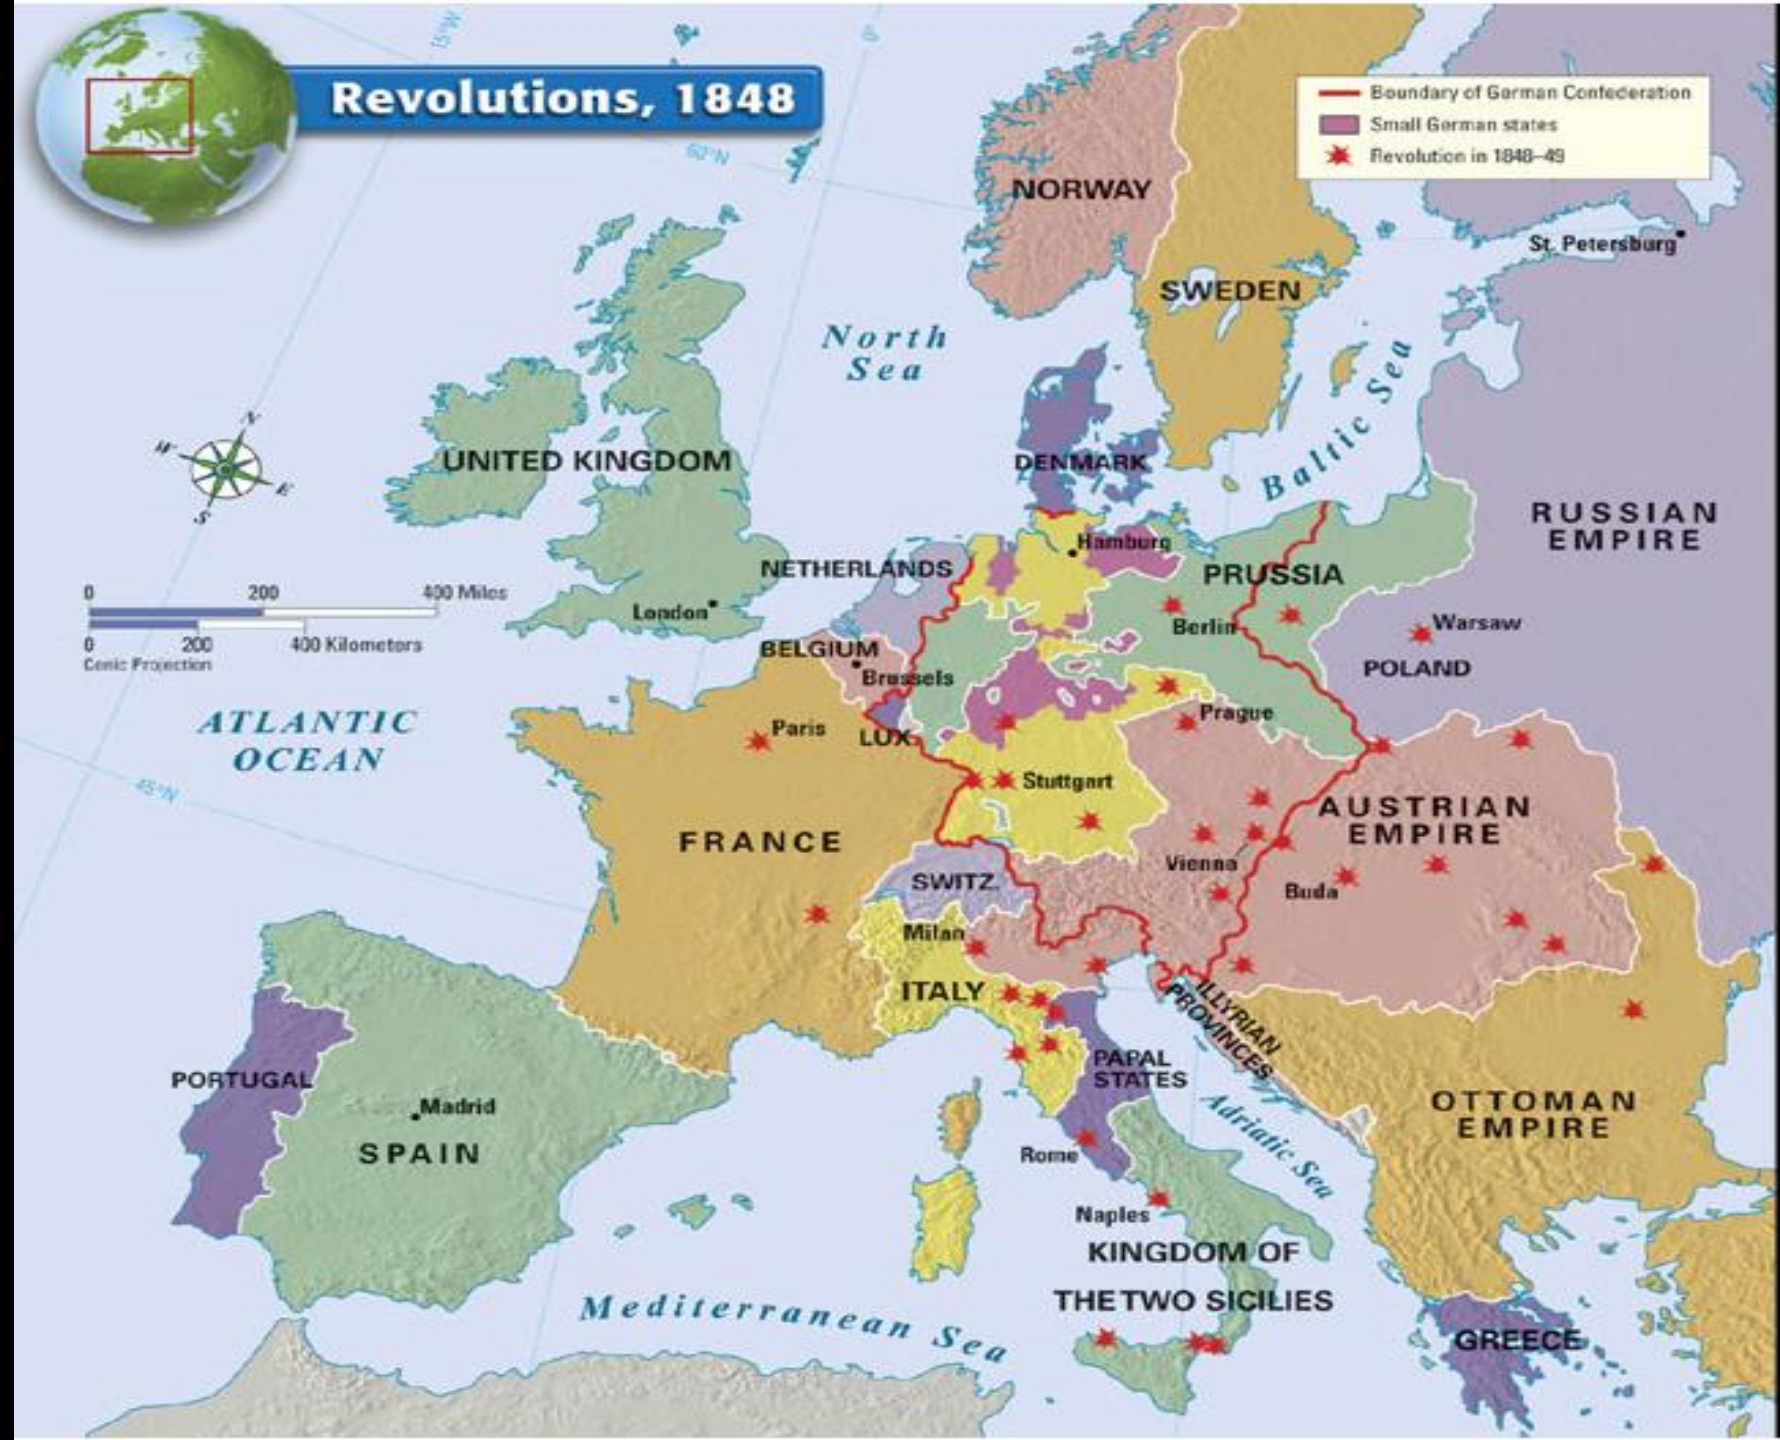 Revolutions, 1848
Boundary of German Confederation
Small German states
Revolution in 1848–49
15°W
0°
60°N
NORWAY
SWEDEN
St. Petersburg
North
Sea
Baltic Sea
UNITED KINGDOM
DENMARK
N
W
E
S
RUSSIAN
EMPIRE
Hamburg
NETHERLANDS
PRUSSIA
0 200 400 Miles
0 200 400 Kilometers
Conic Projection
London
Berlin
Warsaw
BELGIUM
POLAND
Brussels
ATLANTIC
OCEAN
Paris
LUX.
Prague
45°N
Stuttgart
FRANCE
AUSTRIAN
EMPIRE
Vienna
SWITZ.
Buda
Milan
ITALY
ILLYRIAN
PROVINCES
PORTUGAL
PAPAL
STATES
Madrid
SPAIN
Adriatic Sea
OTTOMAN
EMPIRE
Rome
Naples
KINGDOM OF
THE TWO SICILIES
Mediterranean Sea
GREECE